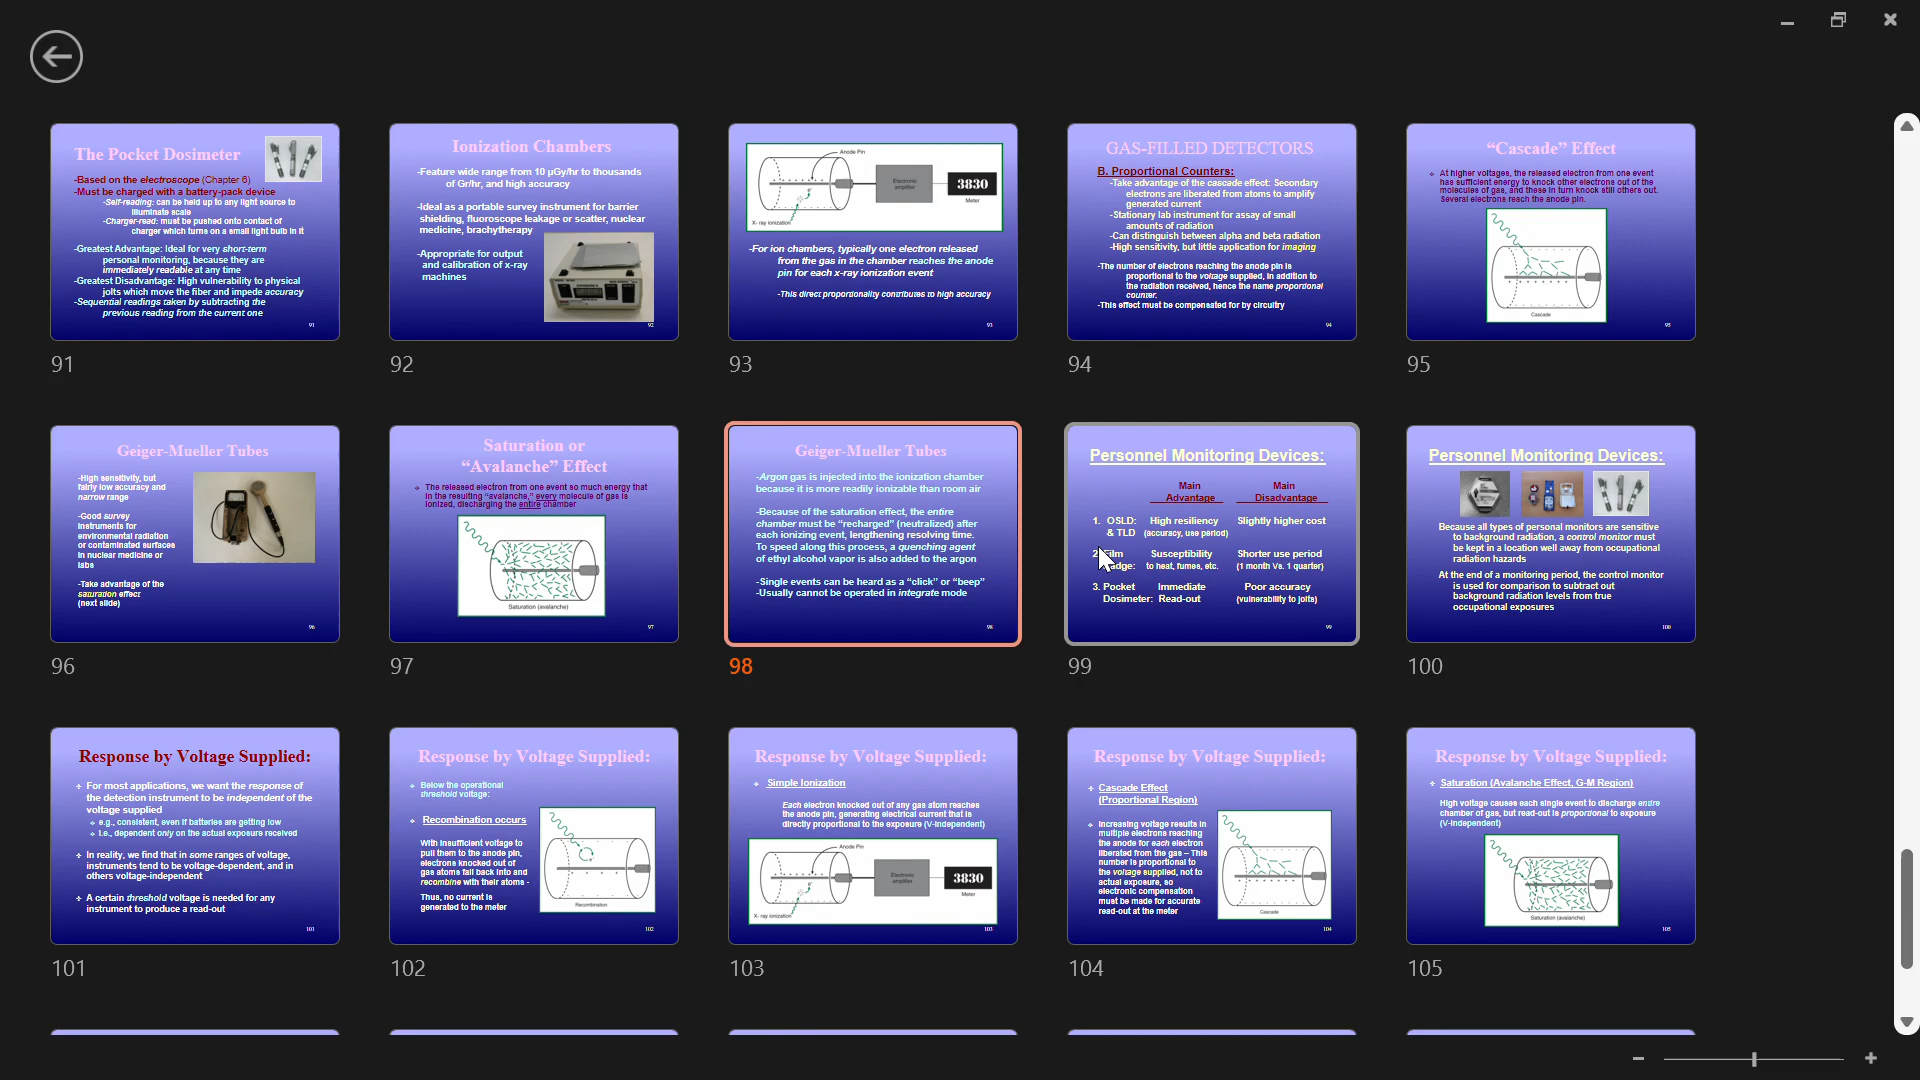 The Pocket Dosimeter
-Based on the electroscope (Chapter 6)
-Must be charged with a battery-pack device
-Self-reading: can be held up to any light source to
illuminate scale
-Charger-read: must be pushed onto contact of
charger which turns on a small light bulb in it
-Greatest Advantage: Ideal for very short-term
personal monitoring, because they are
immediately readable at any time
-Greatest Disadvantage: High vulnerability to physical
jolts which move the fiber and impede accuracy
-Sequential readings taken by subtracting the
previous reading from the current one
91
91
Ionization Chambers
-Feature wide range from 10 µGy/hr to thousands
of Gr/hr, and high accuracy
-Ideal as a portable survey instrument for barrier
shielding, fluoroscope leakage or scatter, nuclear
medicine, brachytherapy
-Appropriate for output
and calibration of x-ray
machines
92
92
Anode Pin
Electronic
amplifier
3830
Meter
X- ray ionization
-For ion chambers, typically one electron released
from the gas in the chamber reaches the anode
pin for each x-ray ionization event
-This direct proportionality contributes to high accuracy
93
93
GAS-FILLED DETECTORS
B. Proportional Counters:
-Take advantage of the cascade effect: Secondary
electrons are liberated from atoms to amplify
generated current
-Stationary lab instrument for assay of small
amounts of radiation
-Can distinguish between alpha and beta radiation
-High sensitivity, but little application for imaging
-The number of electrons reaching the anode pin is
proportional to the voltage supplied, in addition to
the radiation received, hence the name proportional
counter.
-This effect must be compensated for by circuitry
94
94
“Cascade” Effect
At higher voltages, the released electron from one event
has sufficient energy to knock other electrons out of the
molecules of gas, and these in turn knock still others out.
Several electrons reach the anode pin.
Cascade
95
95
Geiger-Mueller Tubes
-High sensitivity, but
fairly low accuracy and
narrow range
-Good survey
instruments for
environmental radiation
or contaminated surfaces
in nuclear medicine or
labs
-Take advantage of the
saturation effect
(next slide)
96
96
Saturation or
“Avalanche” Effect
The released electron from one event so much energy that
in the resulting “avalanche,” every molecule of gas is
ionized, discharging the entire chamber
Saturation (avalanche)
97
97
Geiger-Mueller Tubes
-Argon gas is injected into the ionization chamber
because it is more readily ionizable than room air
-Because of the saturation effect, the entire
chamber must be “recharged” (neutralized) after
each ionizing event, lengthening resolving time.
To speed along this process, a quenching agent
of ethyl alcohol vapor is also added to the argon
-Single events can be heard as a “click” or “beep”
-Usually cannot be operated in integrate mode
98
98
Personnel Monitoring Devices:
Main Main
Advantage Disadvantage
1. OSLD: High resiliency Slightly higher cost
& TLD (accuracy, use period)
2. Susceptibility Shorter use period
to heat, fumes, etc. (1 month Vs. 1 quarter)
3. Pocket Immediate Poor accuracy
Dosimeter: Read-out (vulnerability to jolts)
99
99
Personnel Monitoring Devices:
Because all types of personal monitors are sensitive
to background radiation, a control monitor must
be kept in a location well away from occupational
radiation hazards
At the end of a monitoring period, the control monitor
is used for comparison to subtract out
background radiation levels from true
occupational exposures
100
100
Response by Voltage Supplied:
For most applications, we want the response of
the detection instrument to be independent of the
voltage supplied
e.g., consistent, even if batteries are getting low
I.e., dependent only on the actual exposure received
In reality, we find that in some ranges of voltage,
instruments tend to be voltage-dependent, and in
others voltage-independent
A certain threshold voltage is needed for any
instrument to produce a read-out
101
101
Response by Voltage Supplied:
Below the operational
threshold voltage:
Recombination occurs
With insufficient voltage to
pull them to the anode pin,
electrons knocked out of
gas atoms fall back into and
recombine with their atoms -
Thus, no current is
generated to the meter
Recombination
102
102
Response by Voltage Supplied:
Simple Ionization
Each electron knocked out of any gas atom reaches
the anode pin, generating electrical current that is
directly proportional to the exposure (V-independent)
Anode Pin
Electronic
amplifier
3830
Meter
X- ray ionization
103
103
Response by Voltage Supplied:
Cascade Effect
(Proportional Region)
Increasing voltage results in
multiple electrons reaching
the anode for each electron
liberated from the gas – This
number is proportional to
the voltage supplied, not to
actual exposure, so
electronic compensation
must be made for accurate
read-out at the meter
Cascade
104
104
Response by Voltage Supplied:
Saturation (Avalanche Effect, G-M Region)
High voltage causes each single event to discharge entire
chamber of gas, but read-out is proportional to exposure
(V-independent)
Saturation (avalanche)
105
105